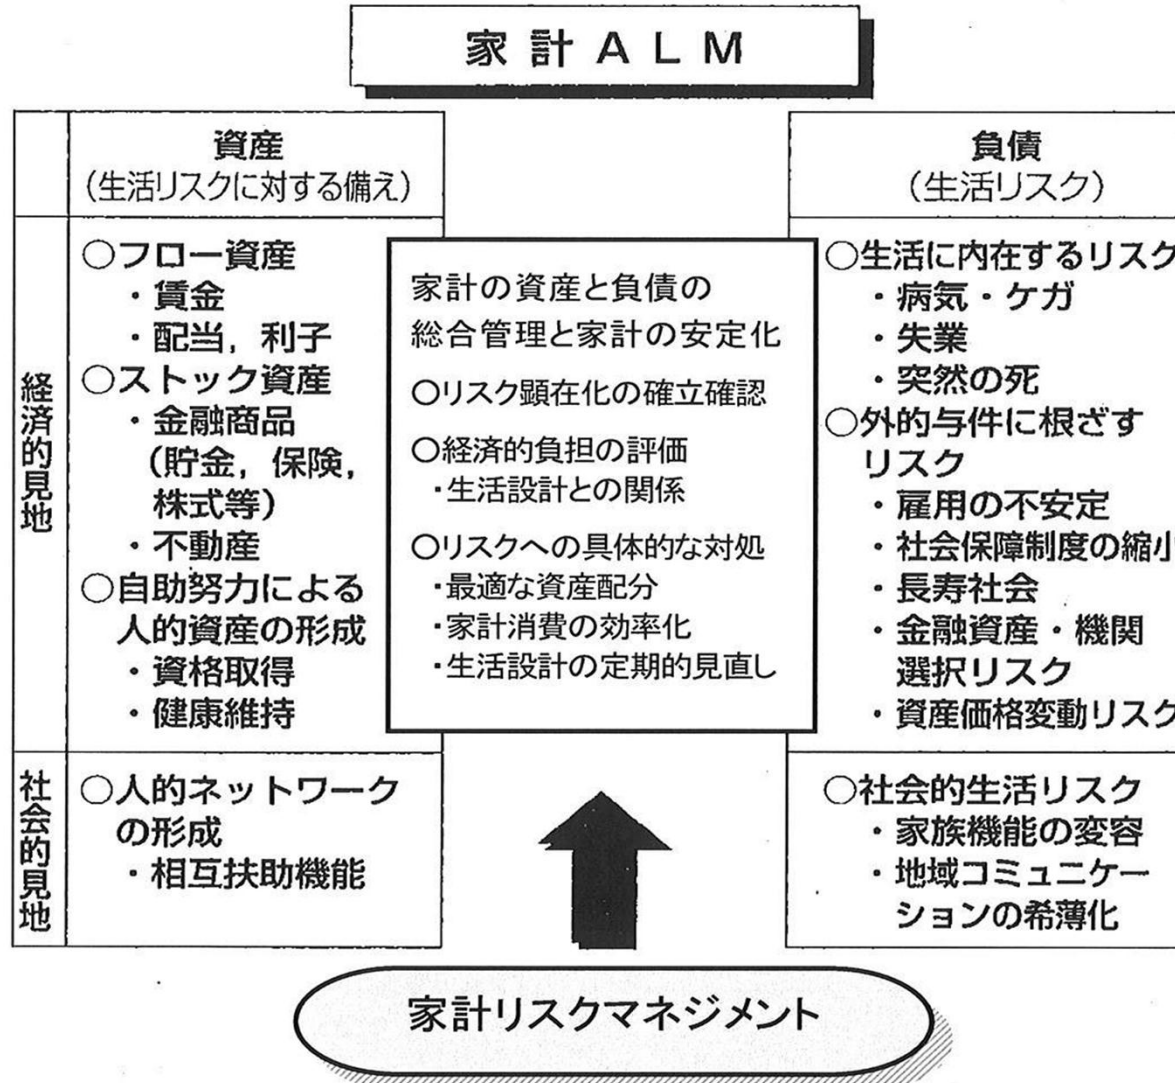 家計ALM
資産
（生活リスクに対する備え）
経済的見地
○フロー資産
・賃金
・配当，利子
○ストック資産
・金融商品
（貯金，保険，
株式等）
・不動産
○自助努力による
人的資産の形成
・資格取得
・健康維持
社会的見地
○人的ネットワーク
の形成
・相互扶助機能
家計の資産と負債の
総合管理と家計の安定化
○リスク顕在化の確立確認
○経済的負担の評価
・生活設計との関係
○リスクへの具体的な対処
・最適な資産配分
・家計消費の効率化
・生活設計の定期的見直し
負債
（生活リスク）
○生活に内在するリスク
・病気・ケガ
・失業
・突然の死
○外的与件に根ざす
リスク
・雇用の不安定
・社会保障制度の縮小
・長寿社会
・金融資産・機関
選択リスク
・資産価格変動リスク
○社会的生活リスク
・家族機能の変容
・地域コミュニケー
ションの希薄化
家計リスクマネジメント